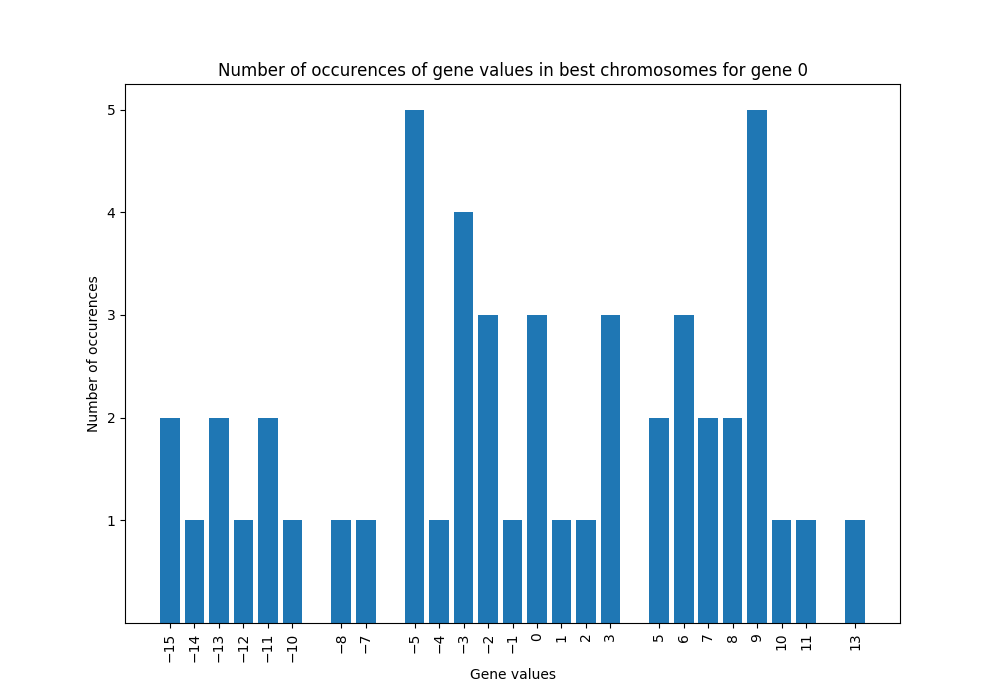 Number of occurences of gene values in best chromosomes for gene 0
5
4
3
2
1
Number of occurences
−15 −14 −13 −12 −11 −10 −8 −7 −5 −4 −3 −2 −1 0 1 2 3 5 6 7 8 9 10 11 13
Gene values